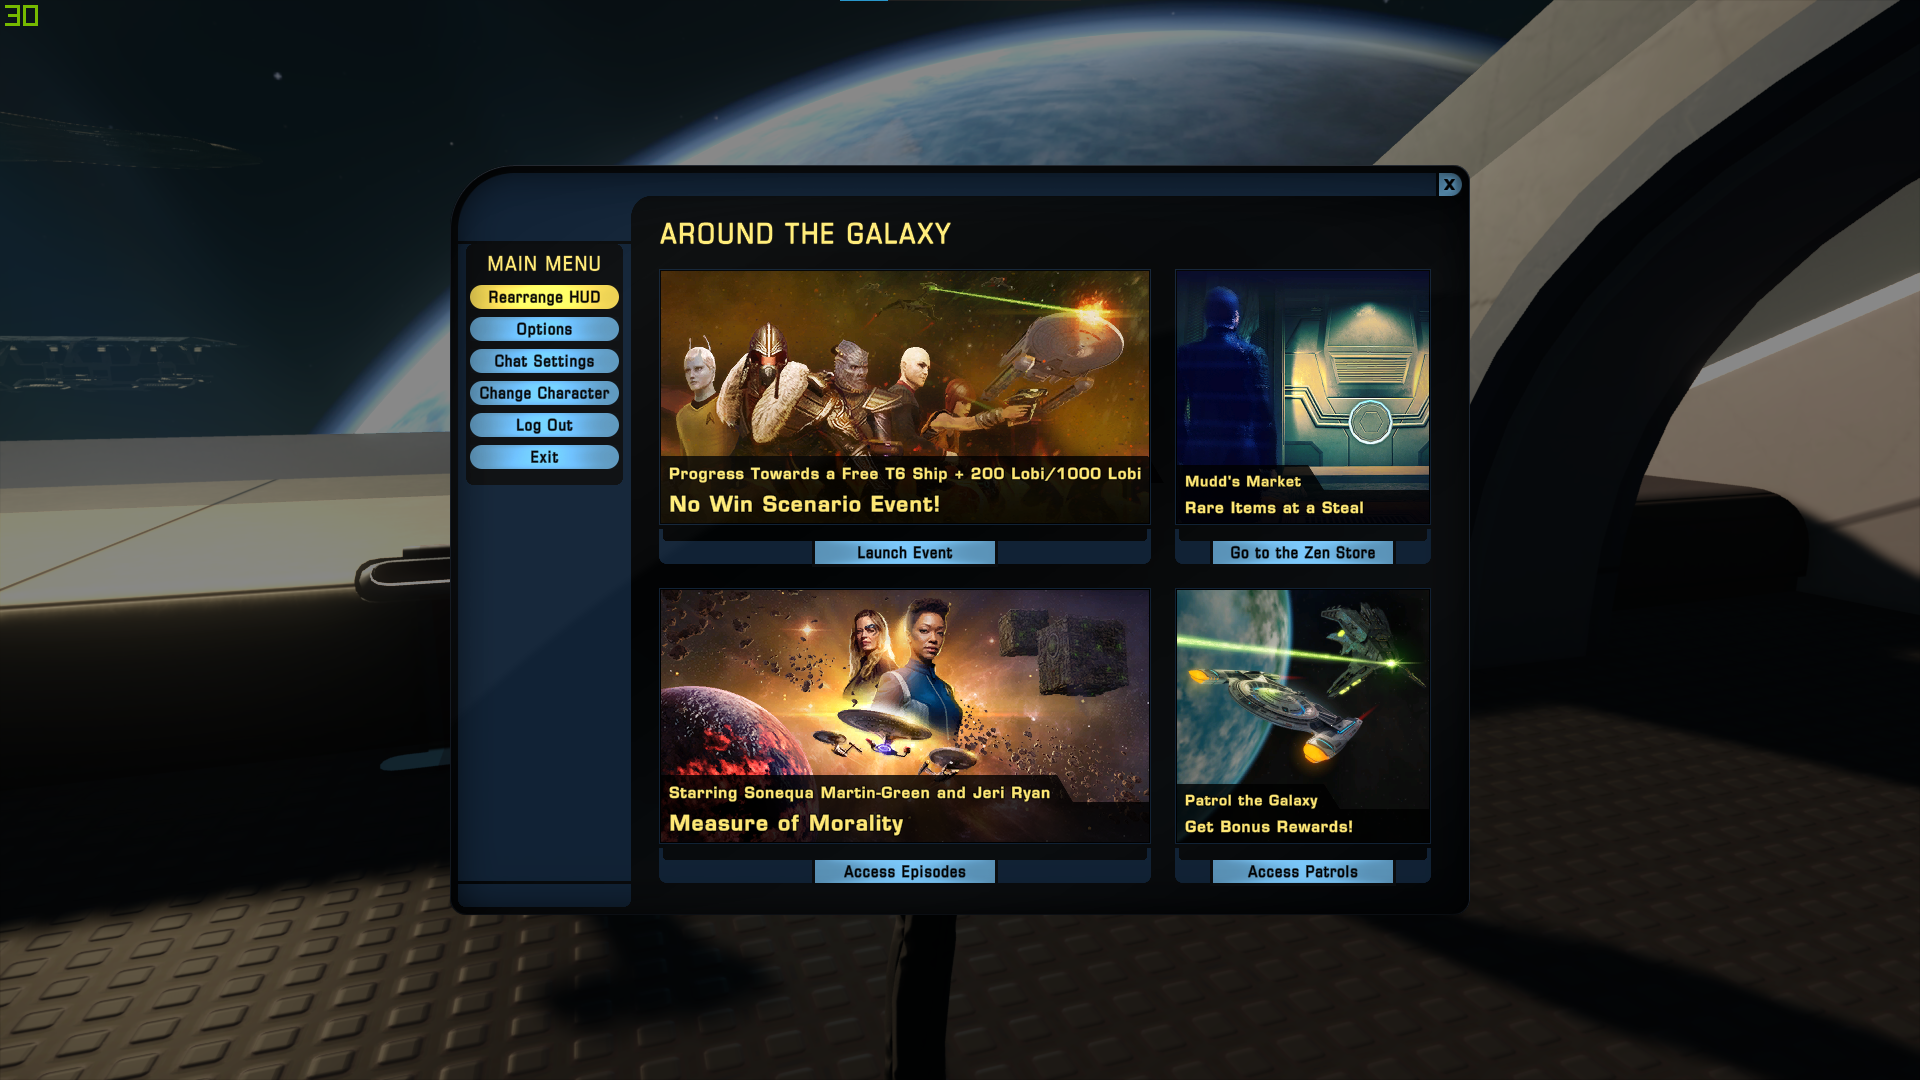 30
X
AROUND THE GALAXY
MAIN MENU
Rearrange HUD
Options
Chat Settings
Change Character
Log Out
Exit
Progress Towards a Free T6 Ship + 200 Lobi/1000 Lobi
No Win Scenario Event!
Launch Event
Mudd's Market
Rare Items at a Steal
Go to the Zen Store
Starring Sonequa Martin-Green and Jeri Ryan
Measure of Morality
Access Episodes
Patrol the Galaxy
Get Bonus Rewards!
Access Patrols